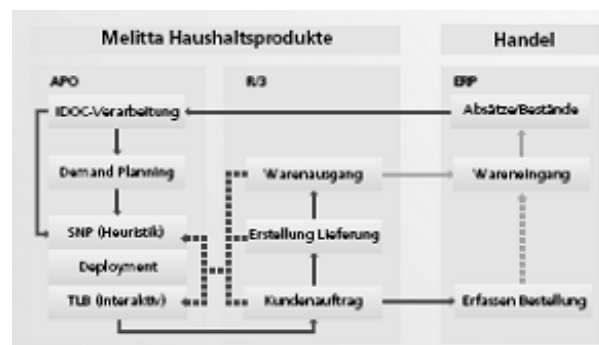 Melitta Haushaltsprodukte
Handel
APO
R/3
ERP
IDOC-Verarbeitung
Absätze/Bestände
Demand Planning
Warenausgang
Wareneingang
SNP (Heuristik)
Erstellung Lieferung
Deployment
TLB (Interaktiv)
Kundenauftrag
Erfassen Bestellung